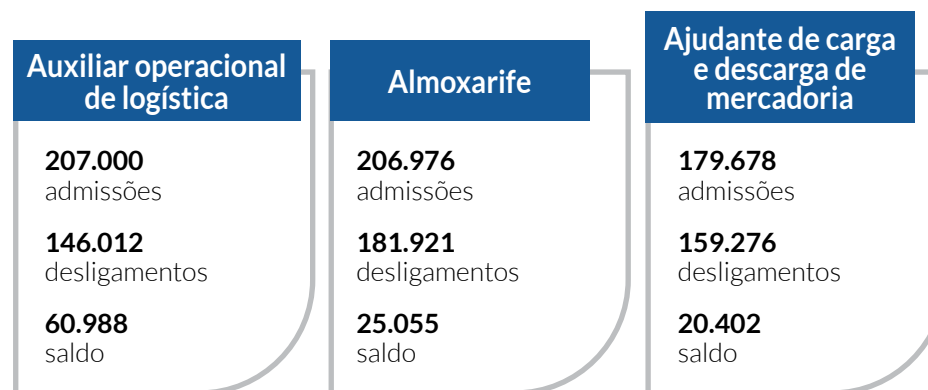 Auxiliar operacional
de logística
207.000
admissões
146.012
desligamentos
60.988
saldo
Almoxarife
206.976
admissões
181.921
desligamentos
25.055
saldo
Ajudante de carga
e descarga de
mercadoria
179.678
admissões
159.276
desligamentos
20.402
saldo